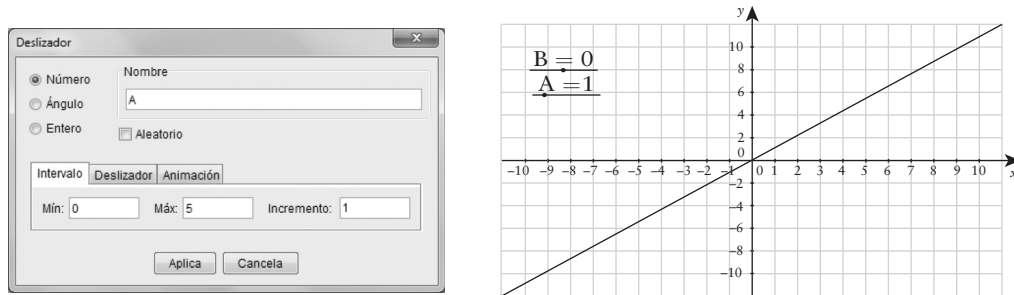 Deslizador
Número
Ángulo
Entero
Nombre
A
Aleatorio
Intervalo Deslizador Animación
Mín: 0 Máx: 5 Incremento: 1
Aplica Cancela
y
B = 0
A = 1
10
8
6
4
2
0
–10 –9 –8 –7 –6 –5 –4 –3 –2 –1 0 1 2 3 4 5 6 7 8 9 10
x
–2
–4
–6
–8
–10